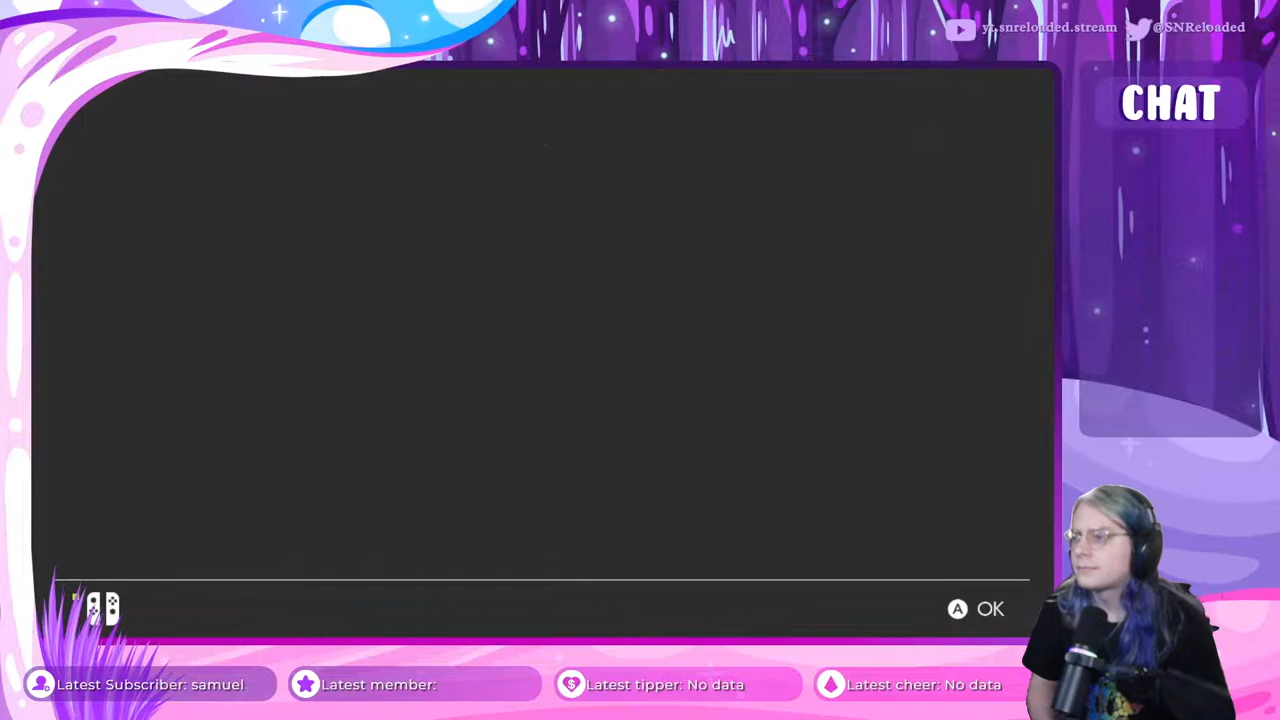 yt.snreloaded.stream
@SNReloaded
CHAT
A OK
Latest Subscriber: samuel
Latest member:
Latest tipper: No data
Latest cheer: No data